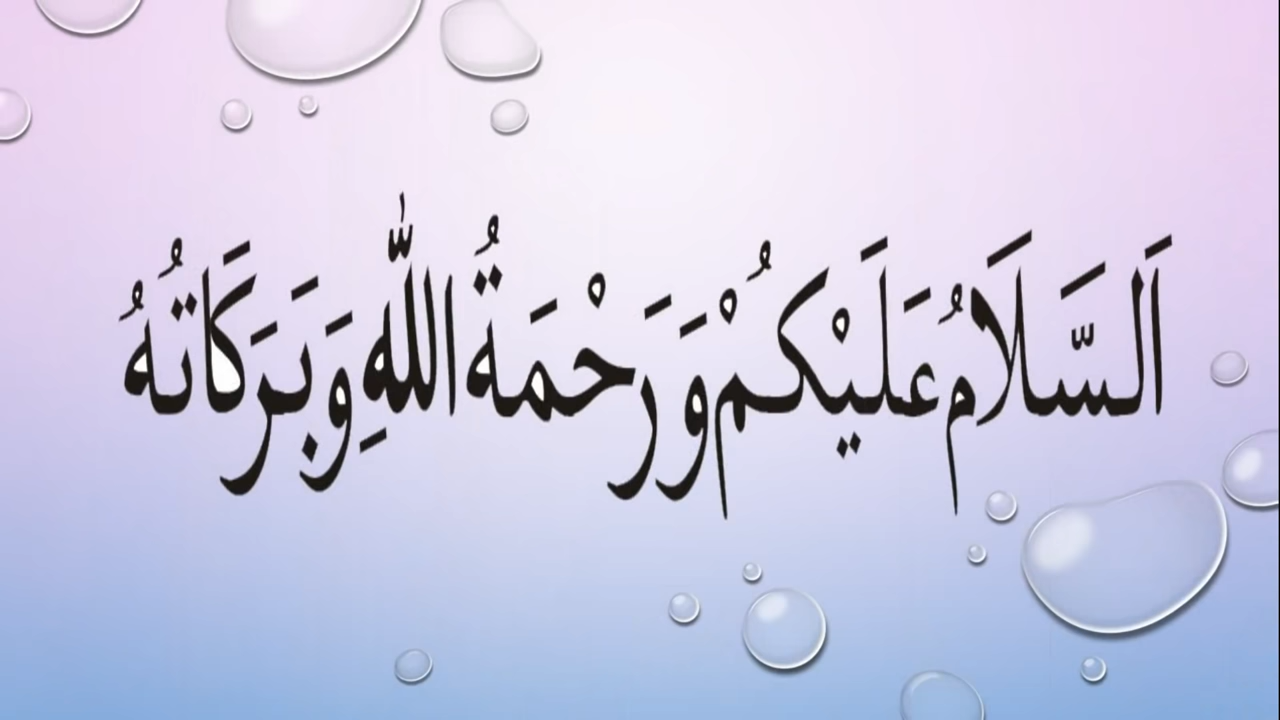 اَلسَّلَامُ عَلَيْكُمْ وَرَحْمَةُ اللّٰهِ وَبَرَكَاتُهُ